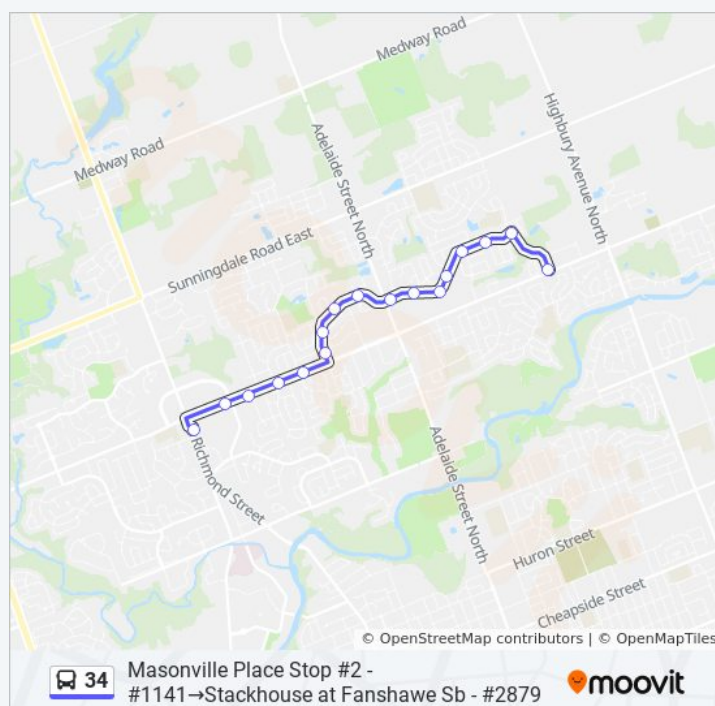 Medway Road
Highbury Avenue North
Adelaide Street North
Medway Road
Sunningdale Road East
Richmond Street
Adelaide Street North
Huron Street
Cheapside Street
© OpenStreetMap contributors | © OpenMapTiles
34
Masonville Place Stop #2 -
#1141→Stackhouse at Fanshawe Sb - #2879
moovit